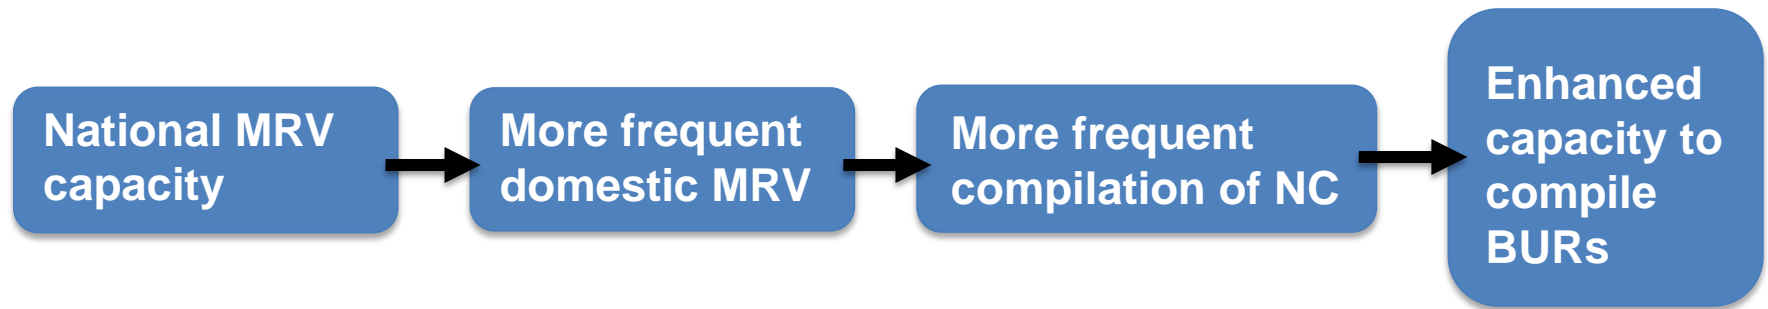 National MRV
capacity
More frequent
domestic MRV
More frequent
compilation of NC
Enhanced
capacity to
compile
BURs